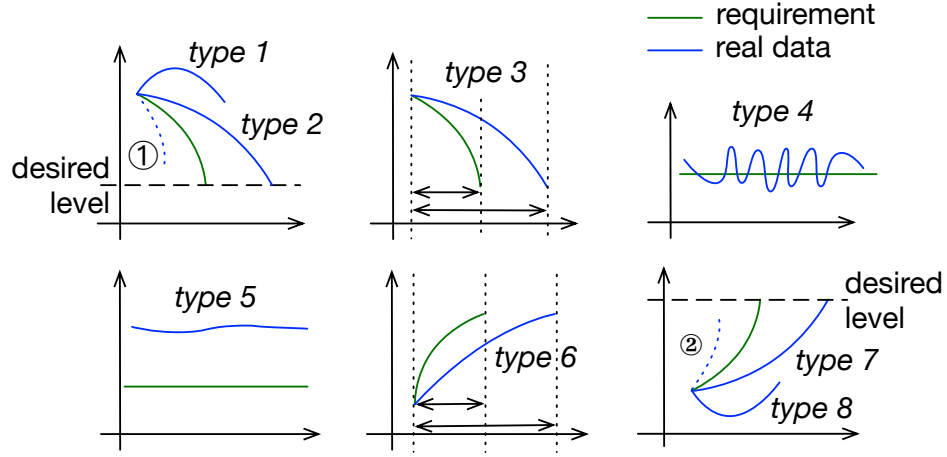 requirement
real data
type 1
type 2
①
desired
level
type 3
type 4
type 5
type 6
desired
level
②
type 7
type 8